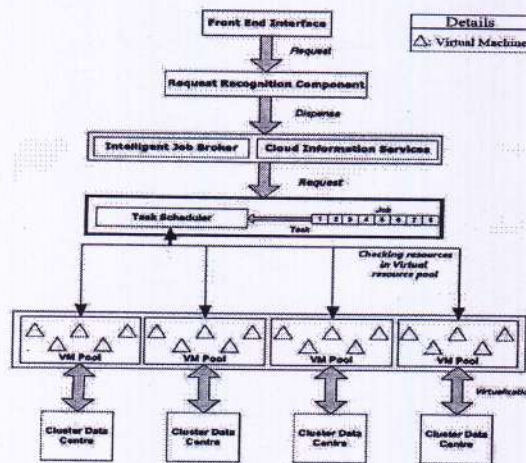 Front End Interface
Details
△: Virtual Machine
Request
Request Recognition Component
Dispense
Intelligent Job Broker
Cloud Information Services
Request
Job
Task Scheduler
1 2 3 4 5 6 7 8
Task
Checking resources
in Virtual
resource pool
VM Pool
VM Pool
VM Pool
VM Pool
Virtualization
Cluster Data
Centre
Cluster Data
Centre
Cluster Data
Centre
Cluster Data
Centre